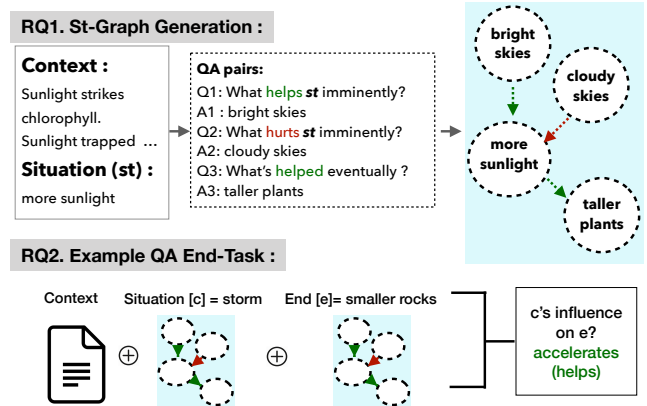 RQ1. St-Graph Generation :
Context :
Sunlight strikes
chlorophyll.
Sunlight trapped ...
Situation (st) :
more sunlight
QA pairs:
Q1: What helps st imminently?
A1 : bright skies
Q2: What hurts st imminently?
A2: cloudy skies
Q3: What's helped eventually ?
A3: taller plants
bright
skies
cloudy
skies
more
sunlight
taller
plants
RQ2. Example QA End-Task :
Context
Situation [c] = storm
End [e]= smaller rocks
c's influence
on e?
accelerates
(helps)